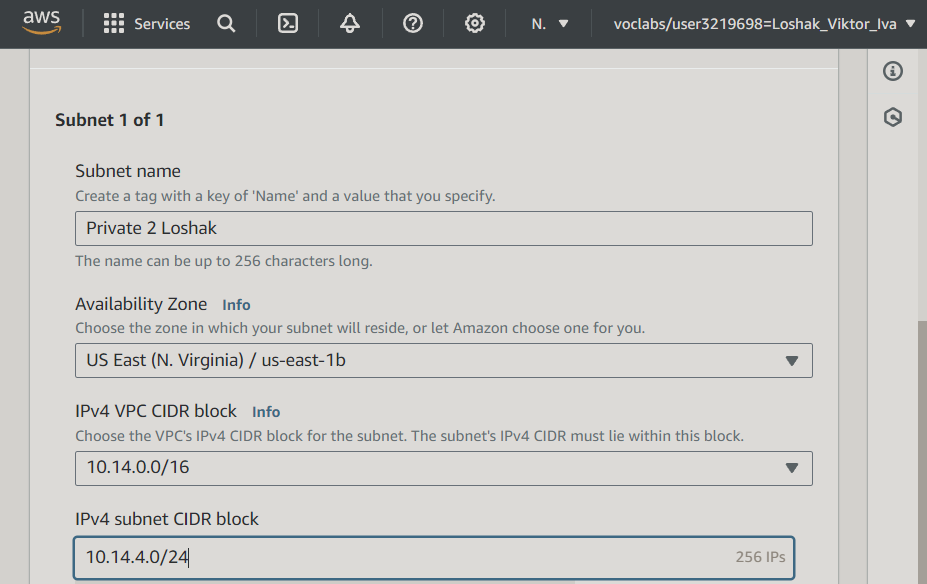 aws Services N. voclabs/user3219698=Loshak_Viktor_Iva
Subnet 1 of 1
Subnet name
Create a tag with a key of 'Name' and a value that you specify.
Private 2 Loshak
The name can be up to 256 characters long.
Availability Zone Info
Choose the zone in which your subnet will reside, or let Amazon choose one for you.
US East (N. Virginia) / us-east-1b
IPv4 VPC CIDR block Info
Choose the VPC's IPv4 CIDR block for the subnet. The subnet's IPv4 CIDR must lie within this block.
10.14.0.0/16
IPv4 subnet CIDR block
10.14.4.0/24 256 IPs